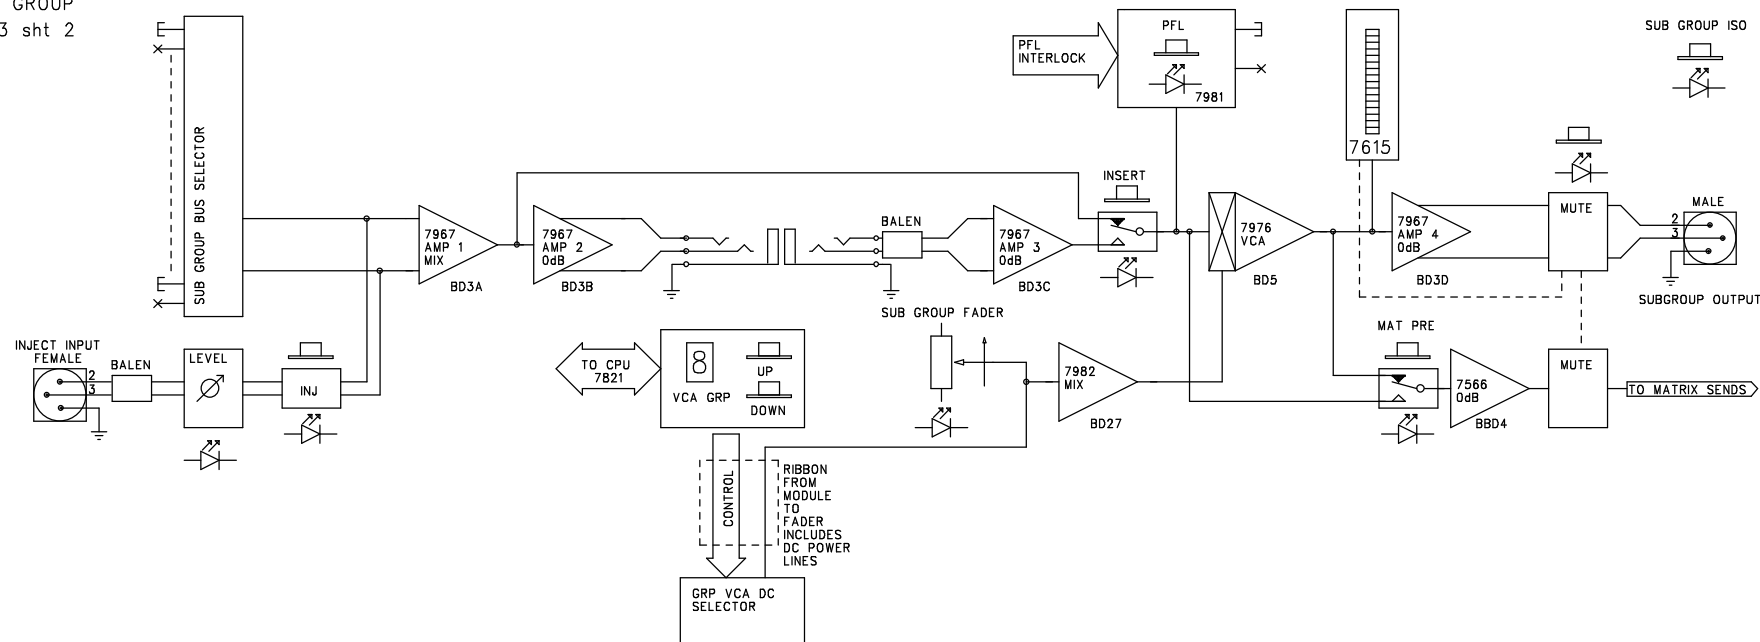 GROUP
3 sht 2
SUB GROUP BUS SELECTOR
INJECT INPUT
FEMALE
2
3
BALEN
LEVEL
INJ
7967
AMP 1
MIX
BD3A
7967
AMP 2
0dB
BD3B
BALEN
7967
AMP 3
0dB
BD3C
INSERT
PFL
INTERLOCK
PFL
7981
7976
VCA
BD5
7615
7967
AMP 4
0dB
BD3D
MUTE
SUB GROUP ISO
MALE
2
3
SUBGROUP OUTPUT
TO CPU
7821
8
VCA GRP
UP
DOWN
SUB GROUP FADER
7982
MIX
BD27
MAT PRE
7566
0dB
BBD4
MUTE
TO MATRIX SENDS
CONTROL
RIBBON
FROM
MODULE
TO
FADER
INCLUDES
DC POWER
LINES
GRP VCA DC
SELECTOR